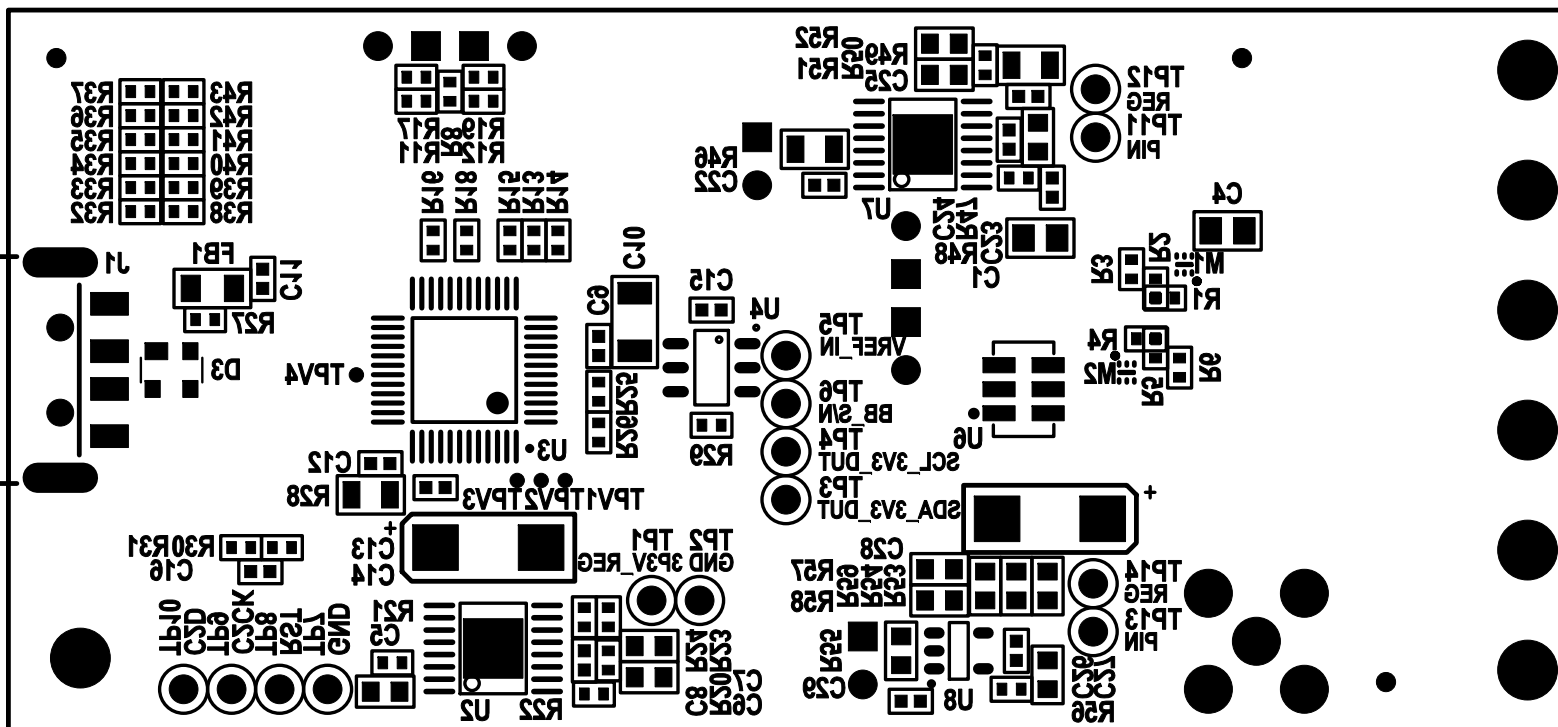 R52
R50
R49
R51
C25
TP12
REG
TP11
PIN
R37
R43
R36
R42
R35
R41
R34
R40
R33
R39
R32
R38
R17
R8
R19
R11
R12
R16
R18
R15
R13
R14
R46
C22
U7
C24
R47
C23
R48
C1
C4
J1
FB1
C11
R27
D3
TPV4
C10
C9
C15
U4
R3
R2
M1
R1
TP5
VREF_IN
R4
M2
R5
R6
TP6
BB_S/N
TP4
SCL_3V3_DUT
TP3
SDA_3V3_DUT
U6
R25
R26
R29
U3
C12
R28
TPV3
TPV2
TPV1
+
+
C13
C14
R31
R30
C16
TP1
3P3V_REG
TP2
GND
C28
R57
R58
R59
R54
R53
TP14
REG
TP13
PIN
TP10
C2D
TP9
C2CK
TP8
RST
TP7
GND
R21
C5
U2
R22
R24
R23
C8
R20
C7
C6
R55
C29
U8
C26
C27
R56